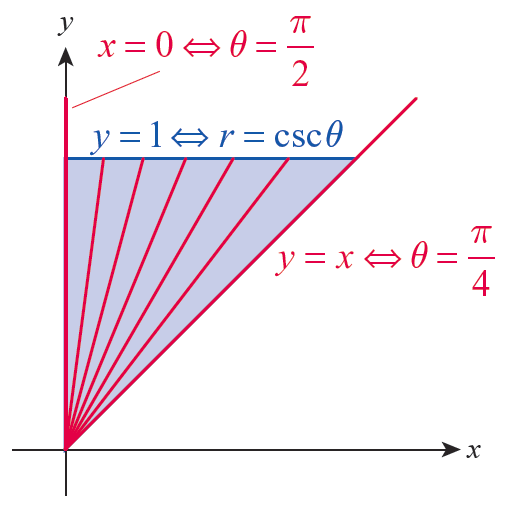 y
x = 0 ⇔ θ = π/2
y = 1 ⇔ r = cscθ
y = x ⇔ θ = π/4
x